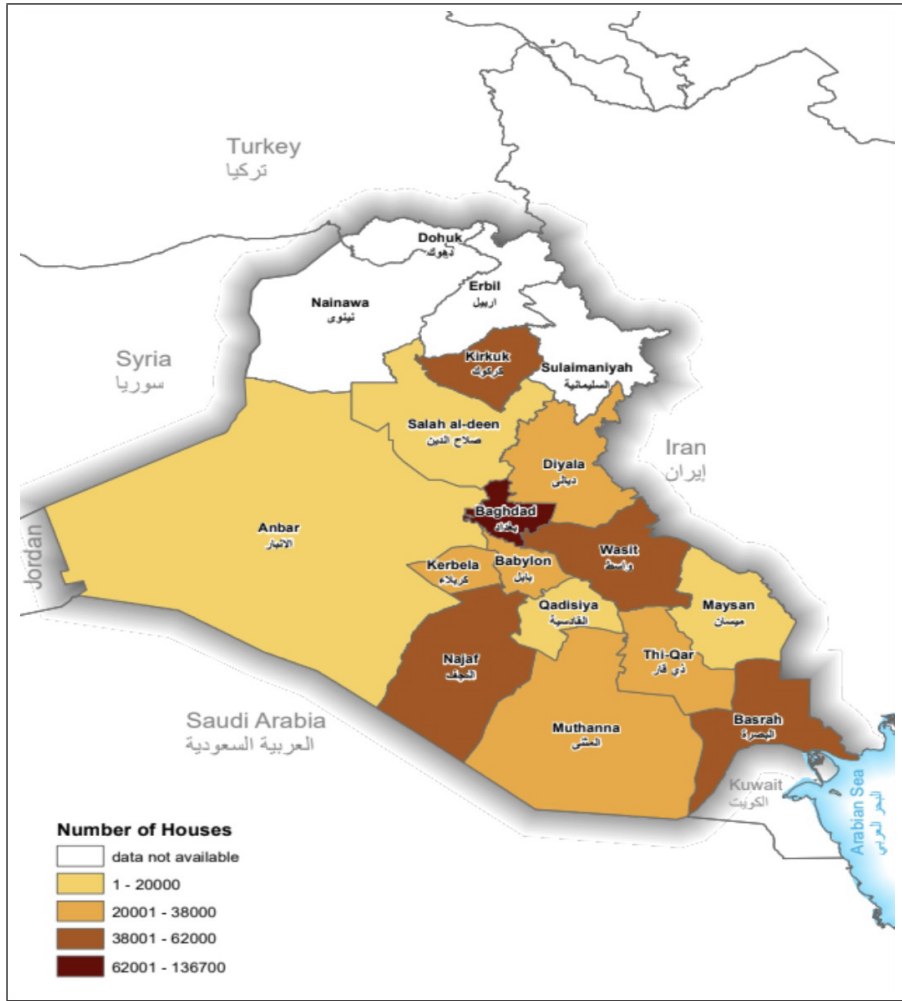 Turkey
تركيا
Dohuk
دهوك
Erbil
اربيل
Nainawa
نينوى
Syria
سوريا
Kirkuk
كركوك
Sulaimaniyah
السليمانية
Salah al-deen
صلاح الدين
Iran
إيران
Diyala
ديالى
Baghdad
بغداد
Anbar
الانبار
Jordan
Wasit
واسط
Kerbela
كربلاء
Babylon
بابل
Qadisiya
القادسية
Maysan
ميسان
Najaf
النجف
Thi-Qar
ذي قار
Saudi Arabia
العربية السعودية
Muthanna
المثنى
Basrah
البصرة
Kuwait
الكويت
Arabian Sea
البحر العربي
Number of Houses
data not available
1 - 20000
20001 - 38000
38001 - 62000
62001 - 136700